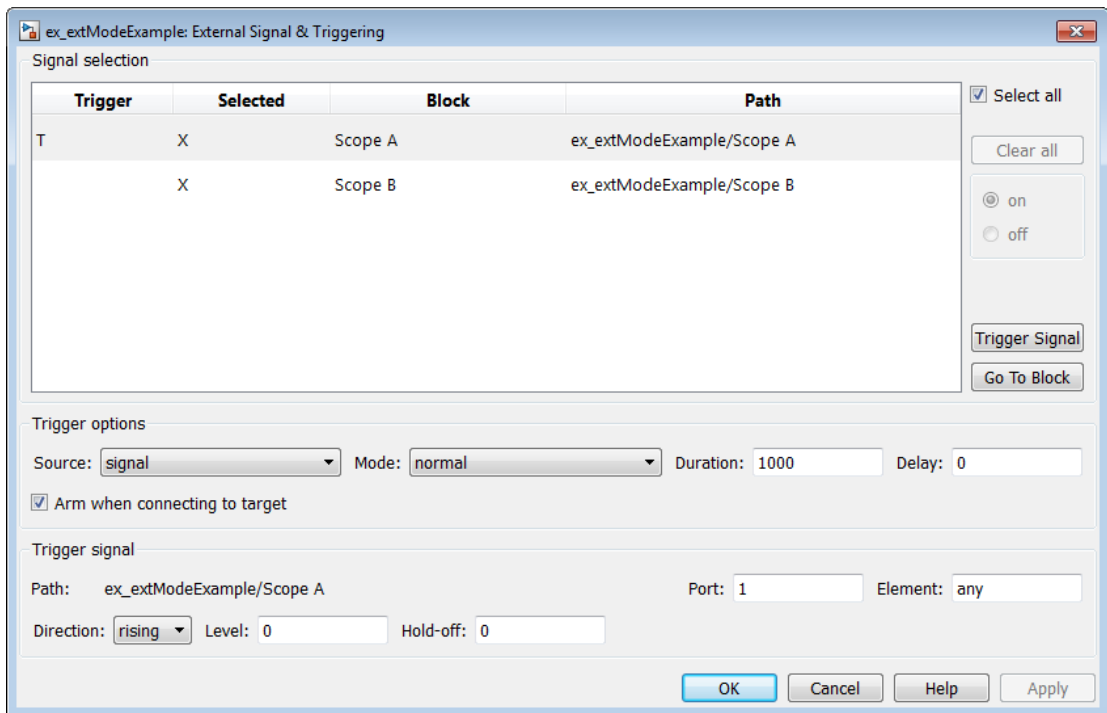 ex_extModeExample: External Signal & Triggering
Signal selection
Trigger Selected Block Path
Select all
T X Scope A ex_extModeExample/Scope A
Clear all
X Scope B ex_extModeExample/Scope B
on
off
Trigger Signal
Go To Block
Trigger options
Source: signal Mode: normal Duration: 1000 Delay: 0
Arm when connecting to target
Trigger signal
Path: ex_extModeExample/Scope A Port: 1 Element: any
Direction: rising Level: 0 Hold-off: 0
OK Cancel Help Apply